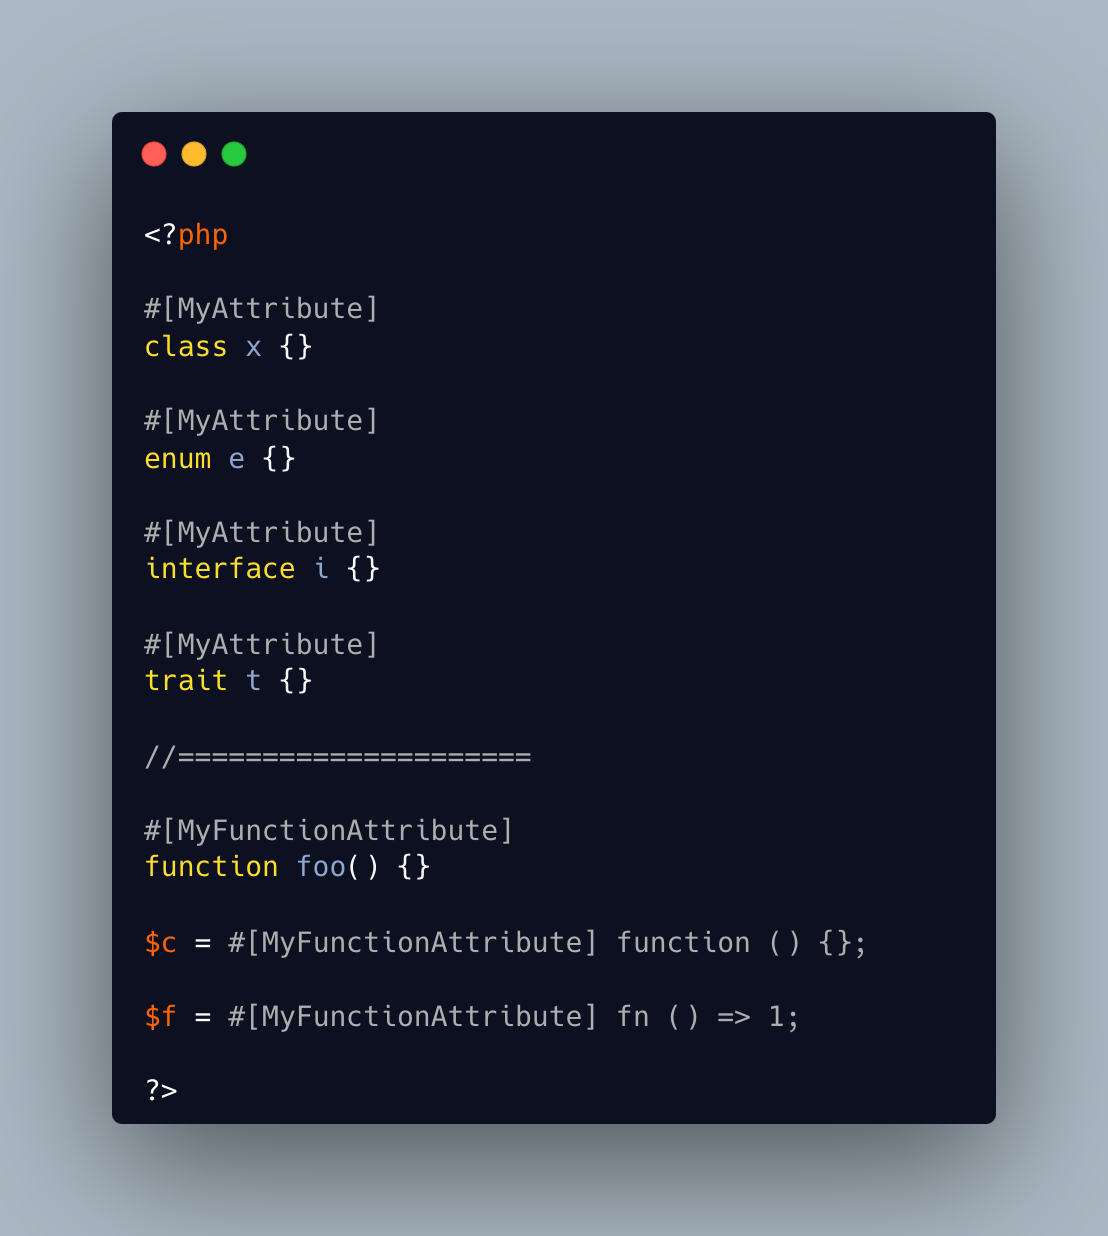 <?php
#[MyAttribute]
class x {}
#[MyAttribute]
enum e {}
#[MyAttribute]
interface i {}
#[MyAttribute]
trait t {}
//=====================
#[MyFunctionAttribute]
function foo() {}
$c = #[MyFunctionAttribute] function () {};
$f = #[MyFunctionAttribute] fn () => 1;
?>